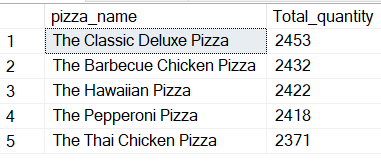 pizza_name Total_quantity
1 The Classic Deluxe Pizza 2453
2 The Barbecue Chicken Pizza 2432
3 The Hawaiian Pizza 2422
4 The Pepperoni Pizza 2418
5 The Thai Chicken Pizza 2371